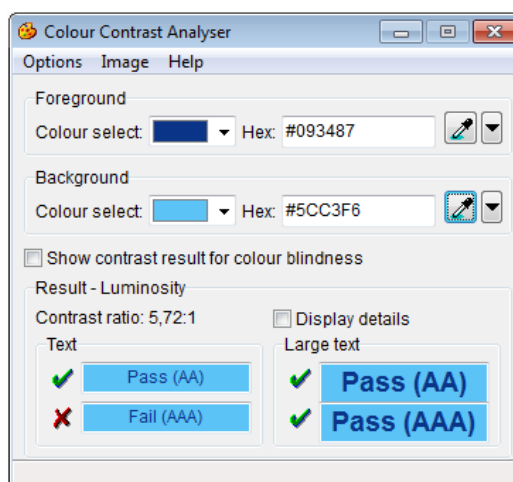 Colour Contrast Analyser
Options Image Help
Foreground
Colour select: Hex: #093487
Background
Colour select: Hex: #5CC3F6
Show contrast result for colour blindness
Result - Luminosity
Contrast ratio: 5,72:1 Display details
Text Large text
Pass (AA) Pass (AA)
Fail (AAA) Pass (AAA)